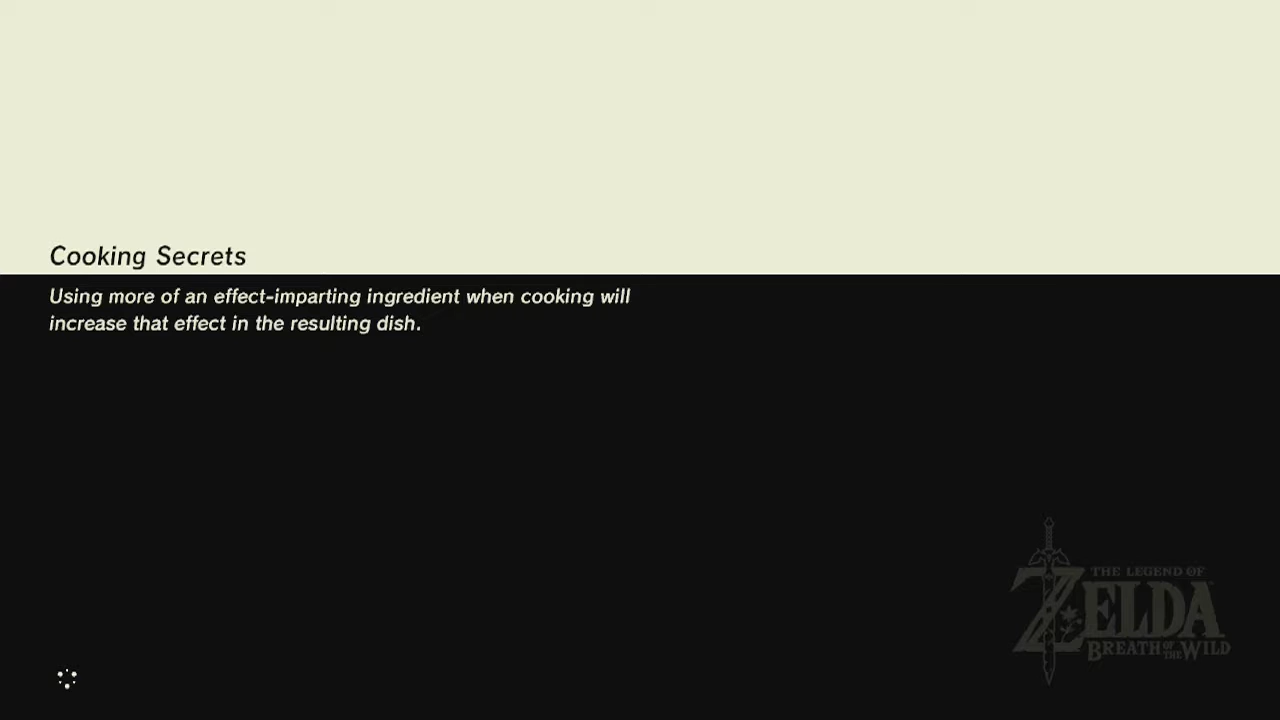 Cooking Secrets
Using more of an effect-imparting ingredient when cooking will
increase that effect in the resulting dish.
THE LEGEND OF
ZELDA
BREATH OF THE WILD